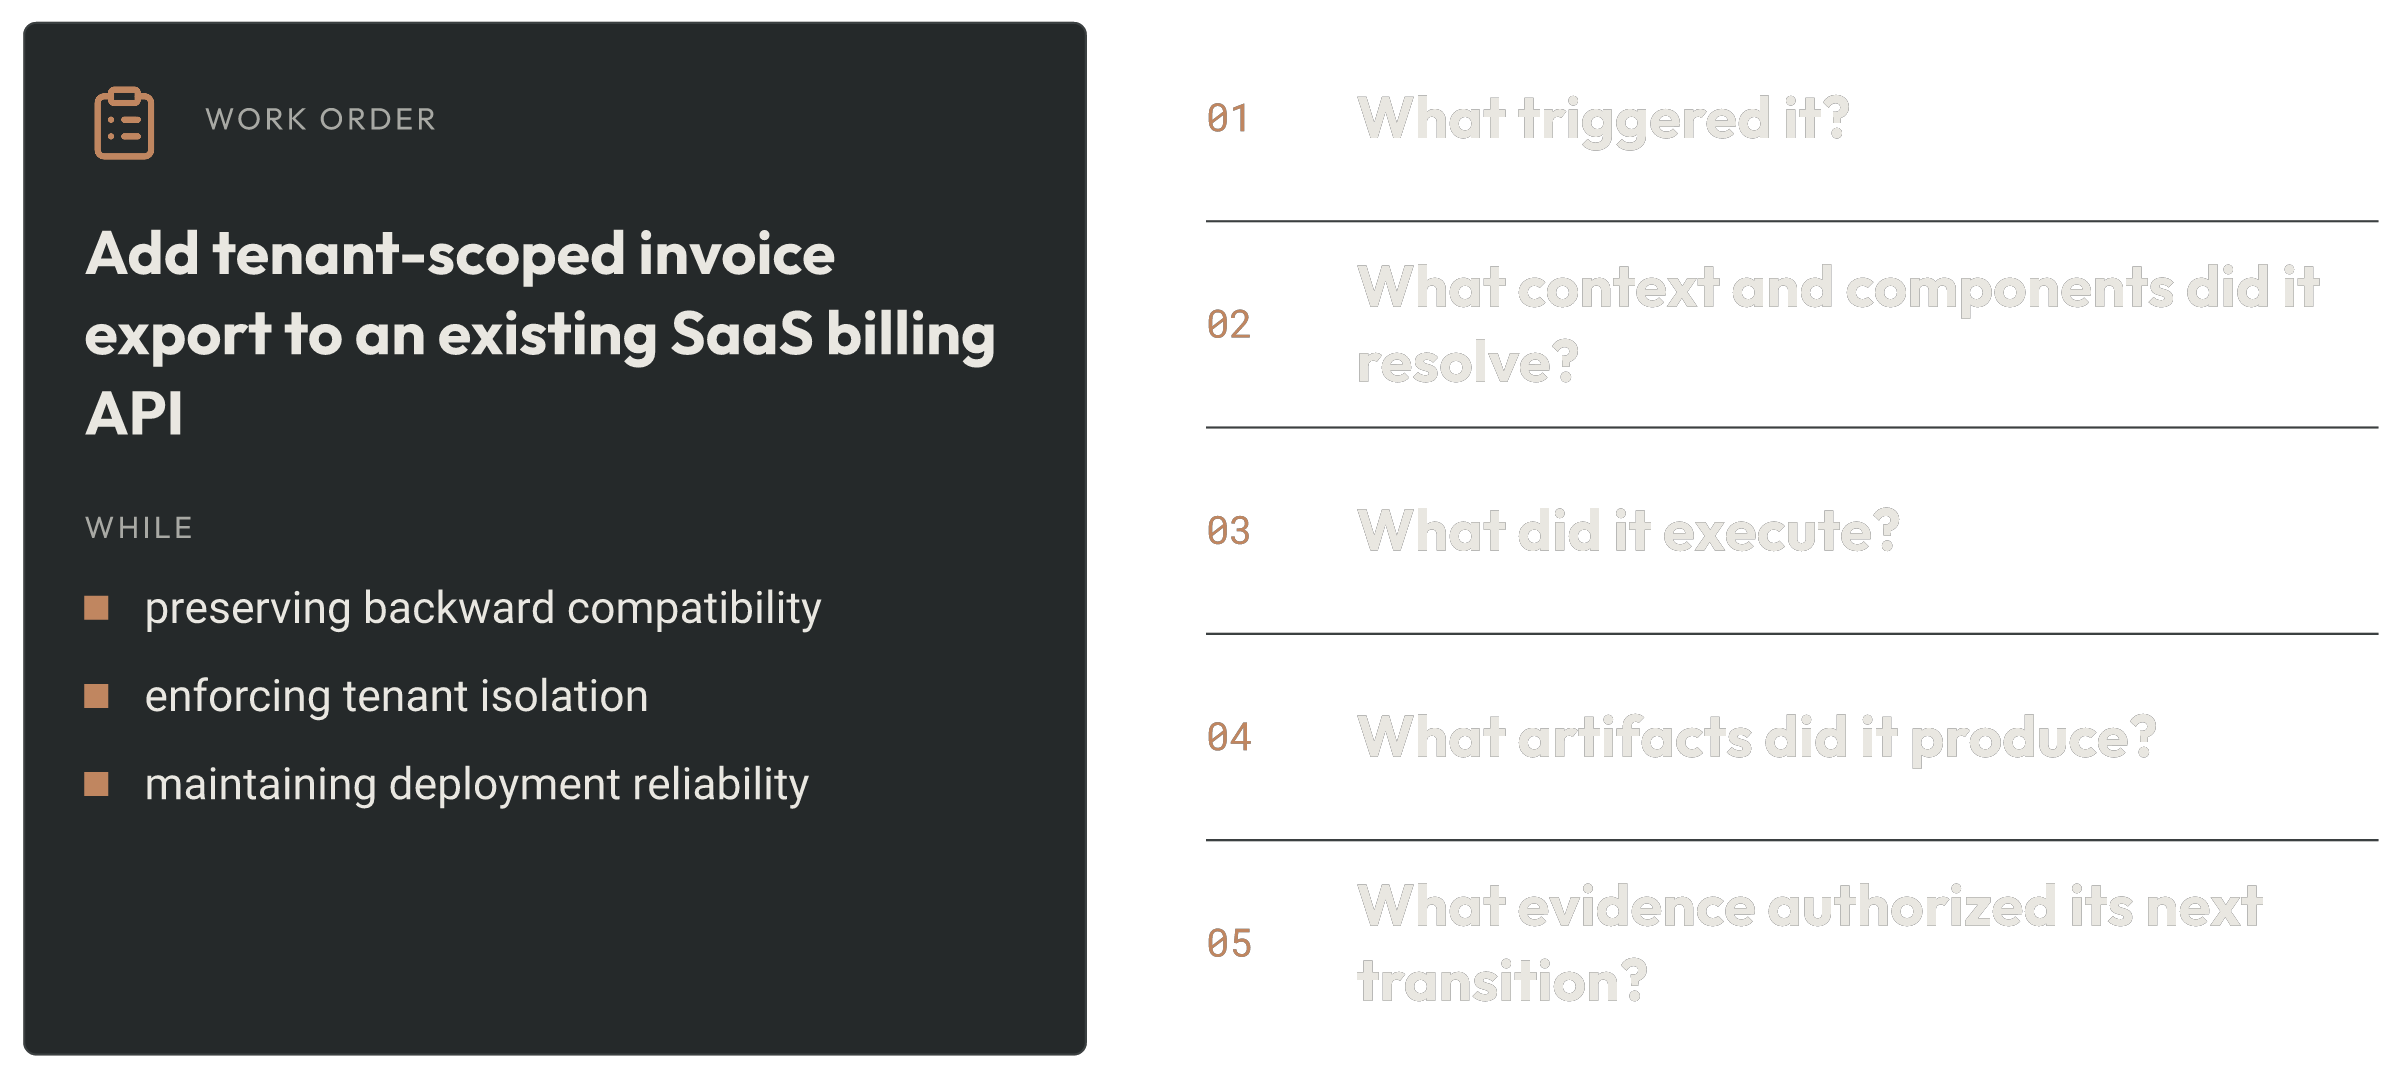 WORK ORDER
Add tenant-scoped invoice
export to an existing SaaS billing
API
WHILE
preserving backward compatibility
enforcing tenant isolation
maintaining deployment reliability
01 What triggered it?
02 What context and components did it
resolve?
03 What did it execute?
04 What artifacts did it produce?
05 What evidence authorized its next
transition?